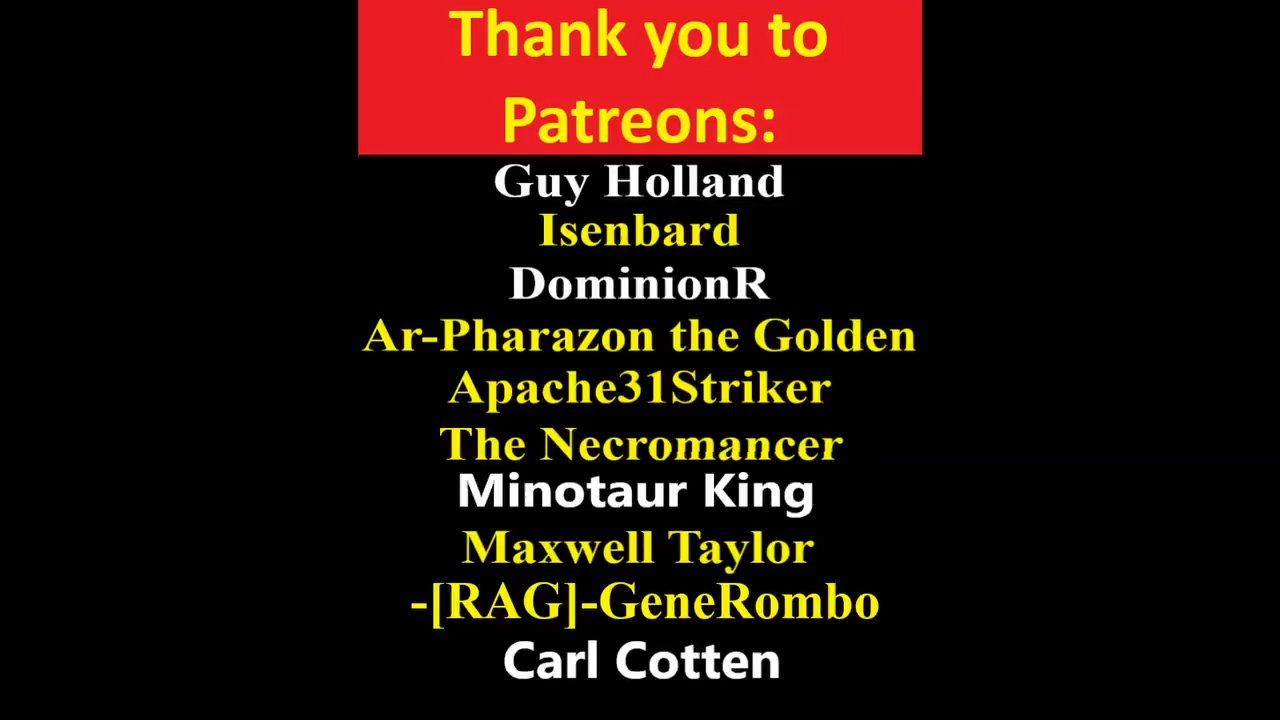 Thank you to
Patreons:
Guy Holland
Isenbard
DominionR
Ar-Pharazon the Golden
Apache31Striker
The Necromancer
Minotaur King
Maxwell Taylor
-[RAG]-GeneRombo
Carl Cotten